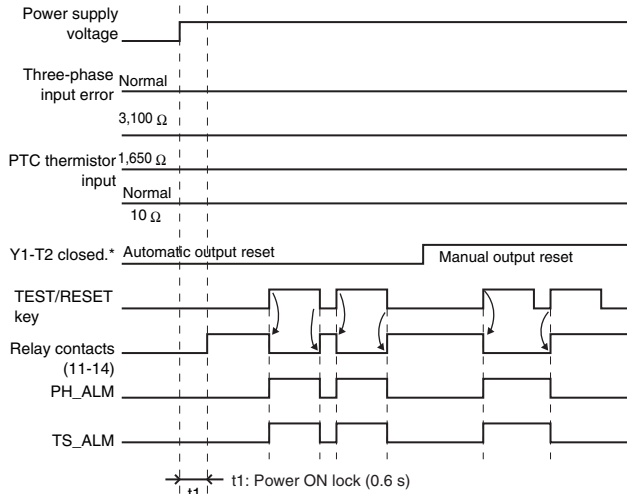 Power supply
voltage
Three-phase
input error
Normal
3,100 Ω
PTC thermistor
input
1,650 Ω
Normal
10 Ω
Y1-T2 closed.*
Automatic output reset
Manual output reset
TEST/RESET
key
Relay contacts
(11-14)
PH_ALM
TS_ALM
t1
t1: Power ON lock (0.6 s)